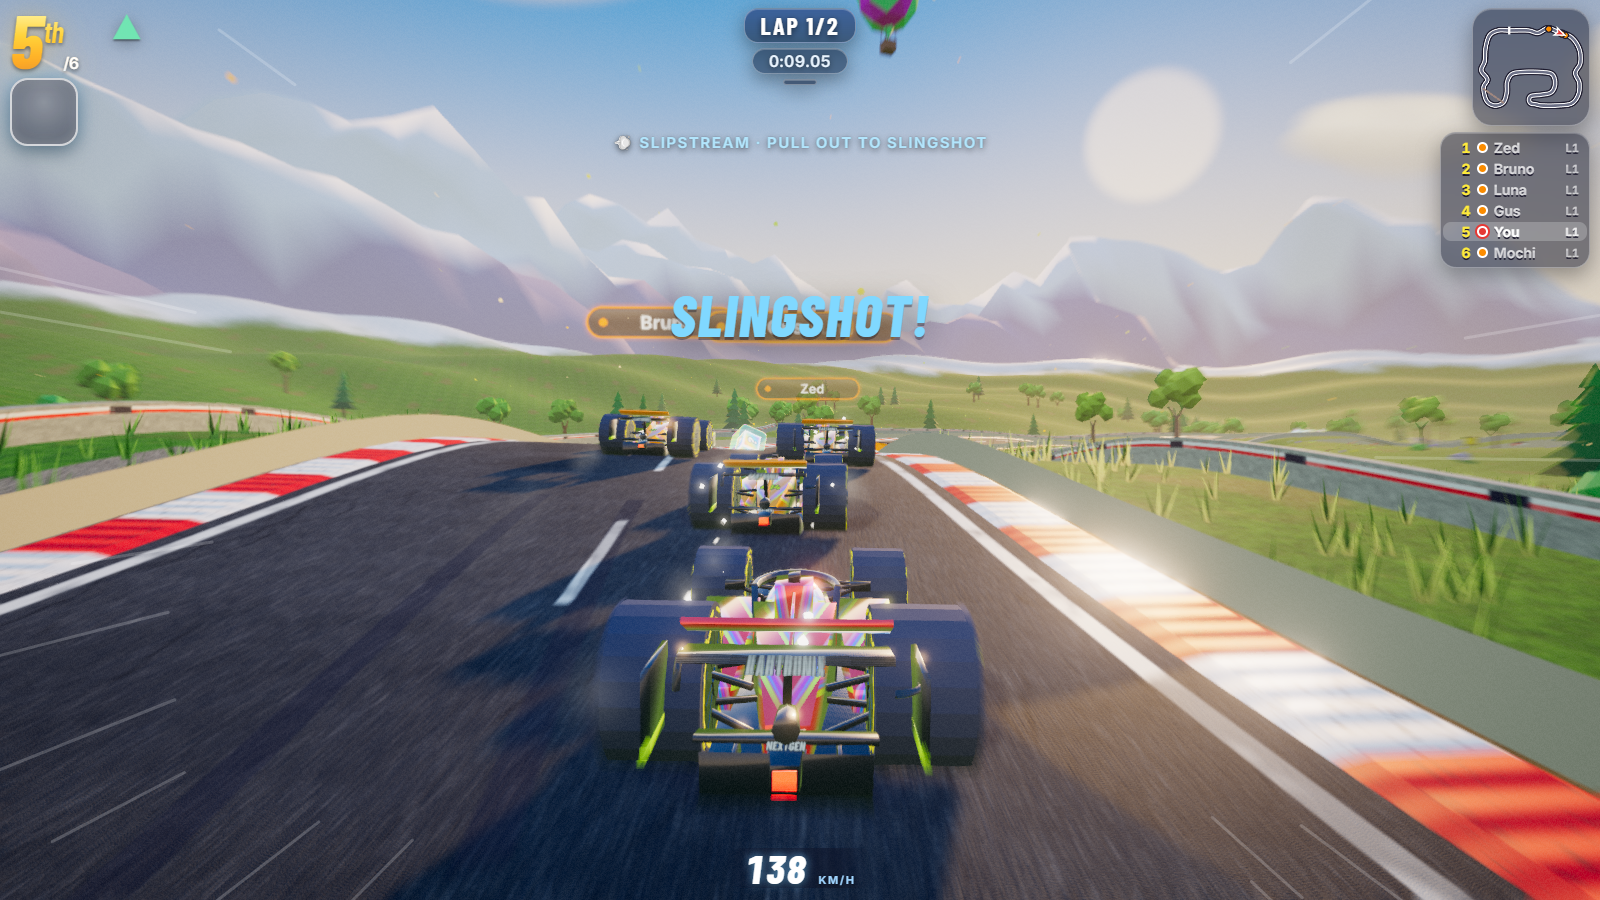 5th
/6
LAP 1/2
0:09.05
SLIPSTREAM · PULL OUT TO SLINGSHOT
SLINGSHOT!
Zed
1 Zed L1
2 Bruno L1
3 Luna L1
4 Gus L1
5 You L1
6 Mochi L1
NEXTGEN
138 KM/H